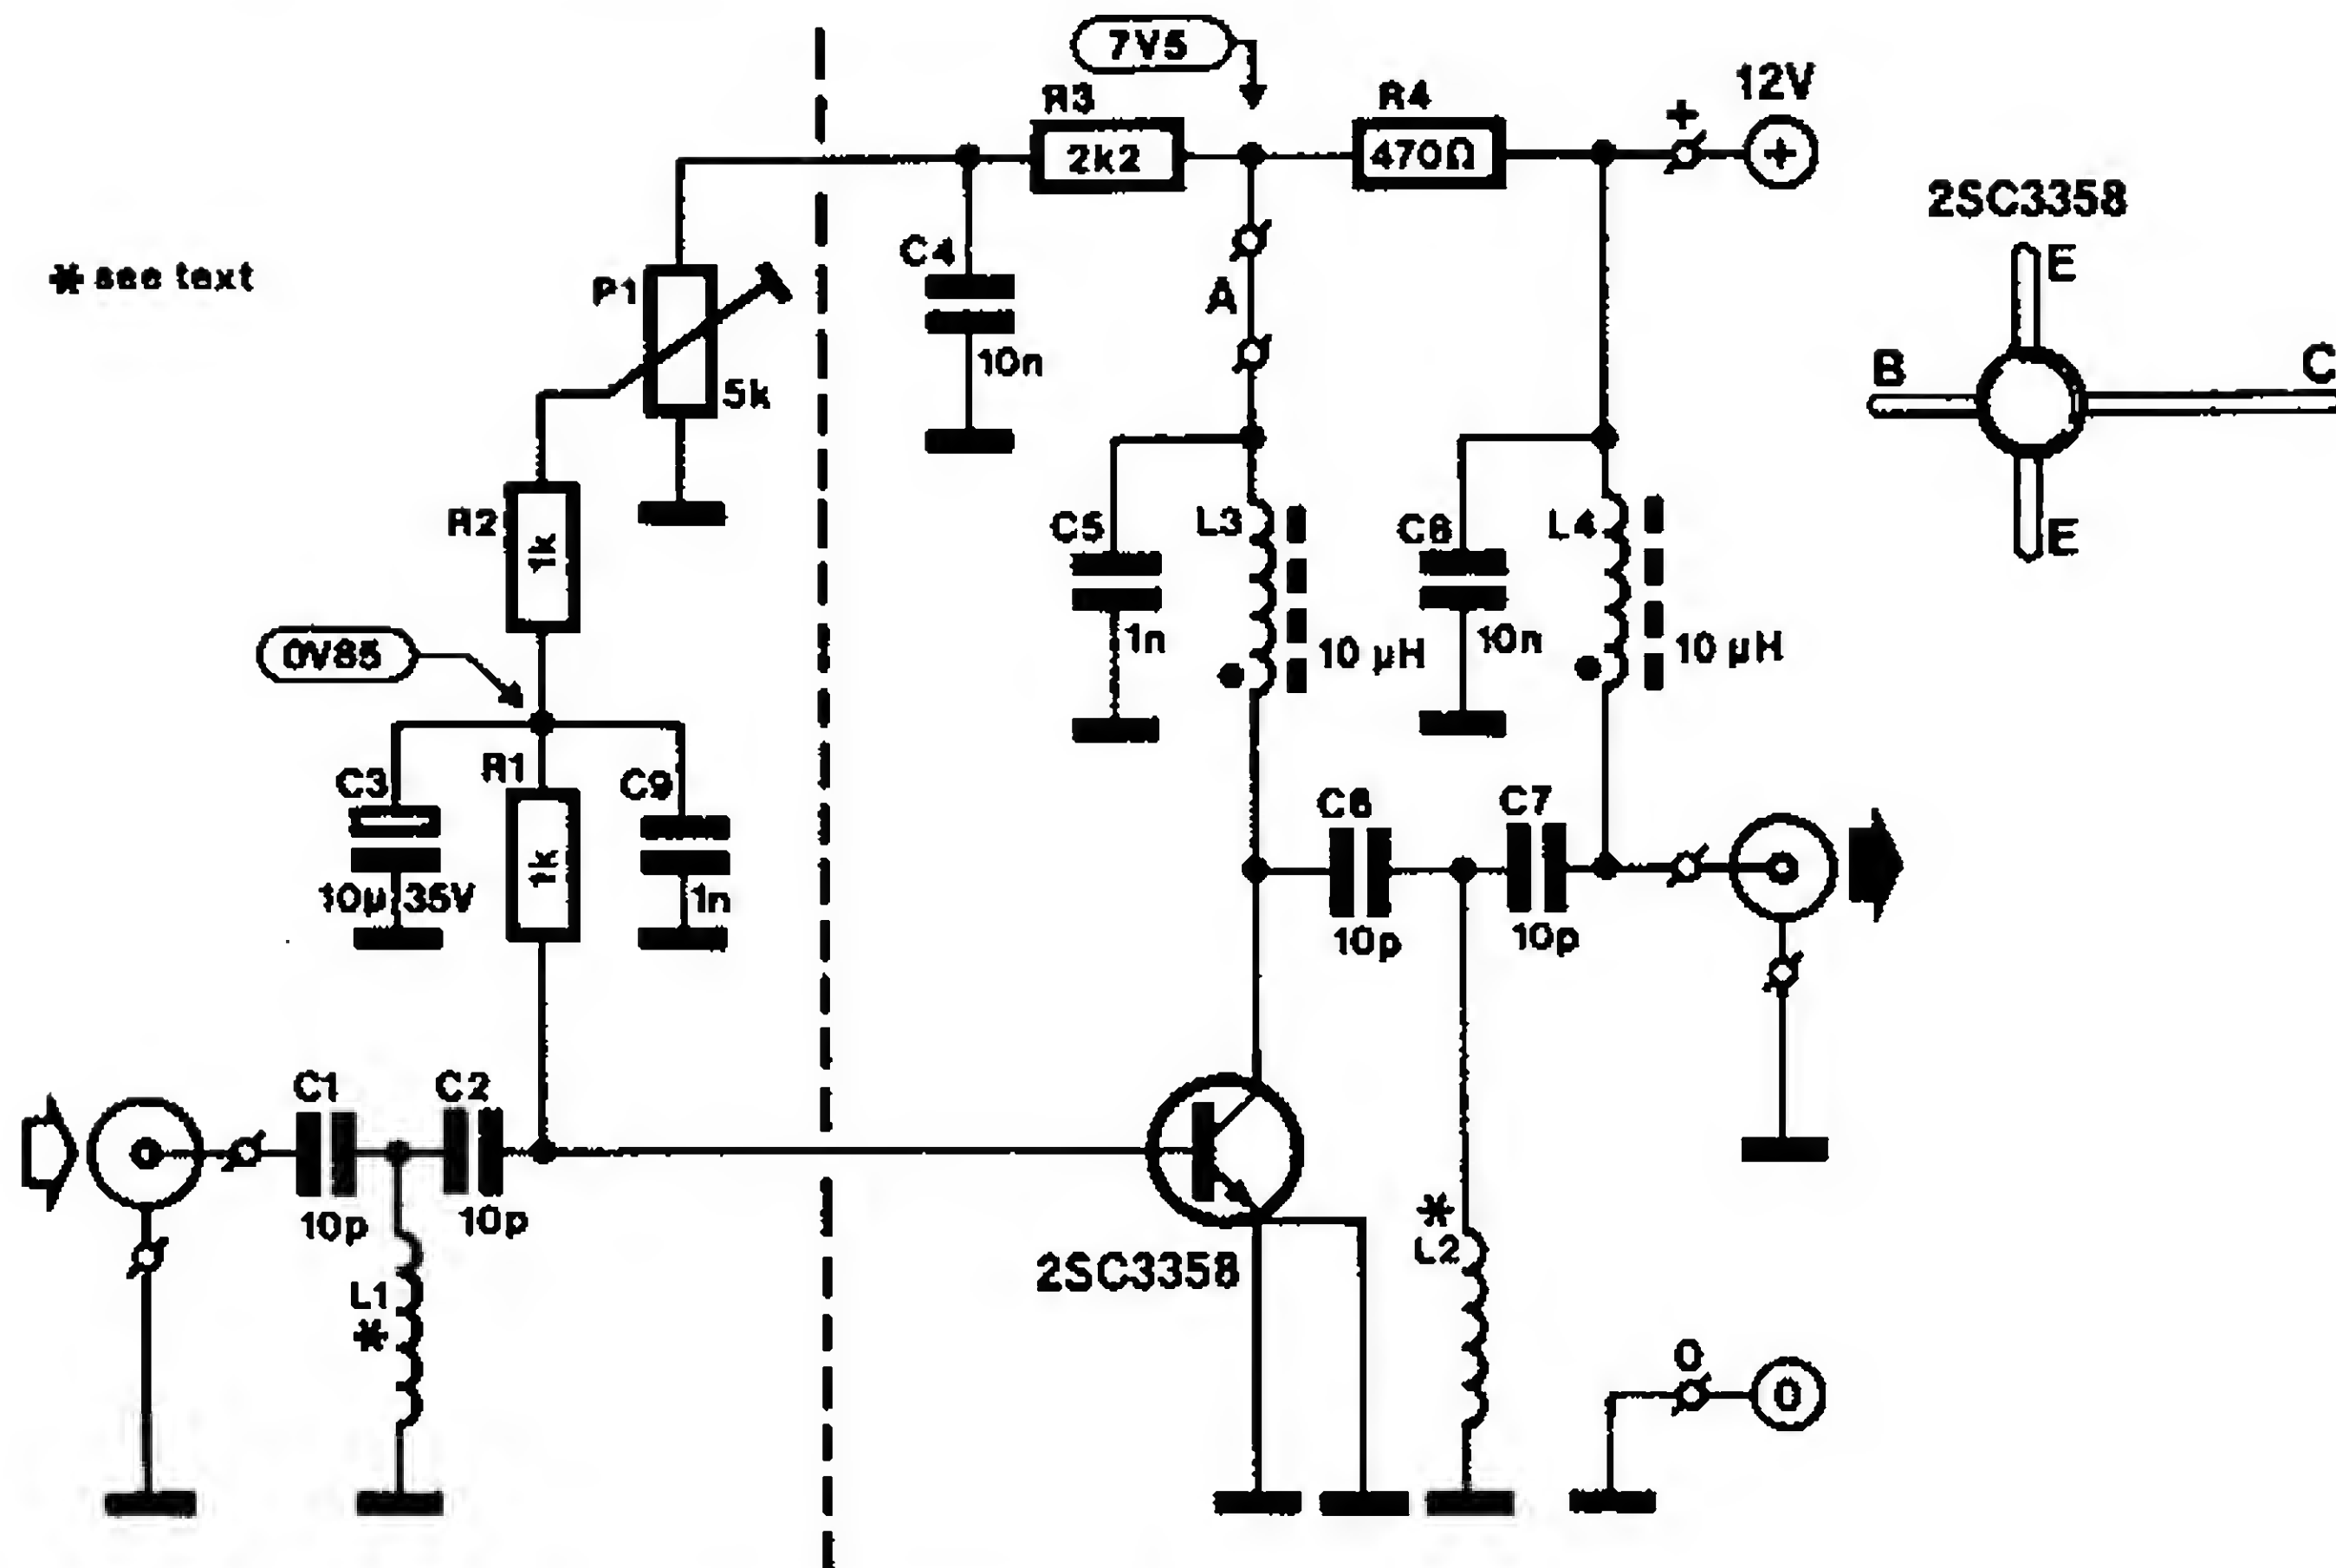 7V5
12V
+
R3
R4
2k2
470Ω
+
2SC3358
E
B
C
E
* see text
P1
5k
C4
10n
A
R2
1k
C5
1n
L3
10 µH
C8
10n
L4
10 µH
0V85
C3
10µ 35V
R1
1k
C9
1n
C6
10p
C7
10p
C1
10p
C2
10p
L1
*
2SC3358
*
L2
0
0